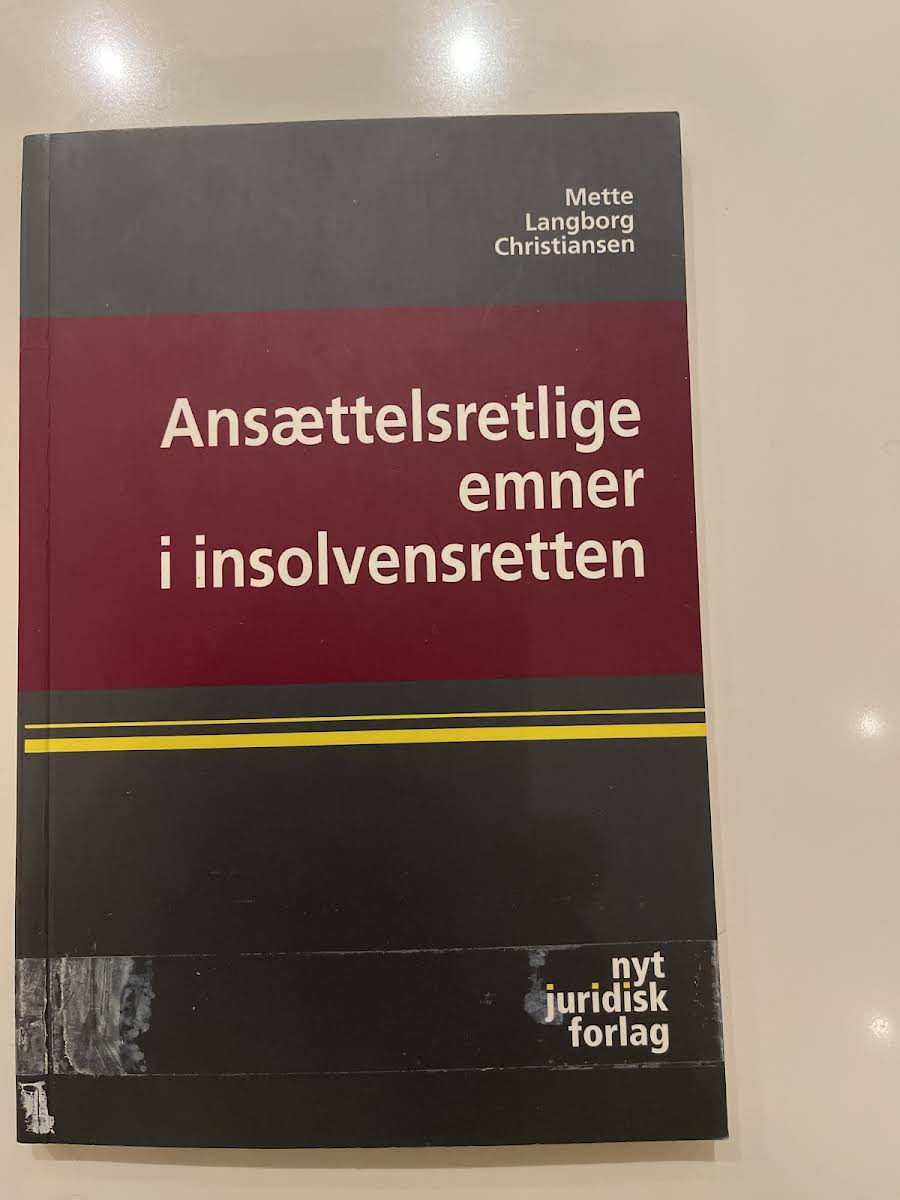 Mette
Langborg
Christiansen
Ansættelsretlige
emner
i insolvensretten
nyt
juridisk
forlag